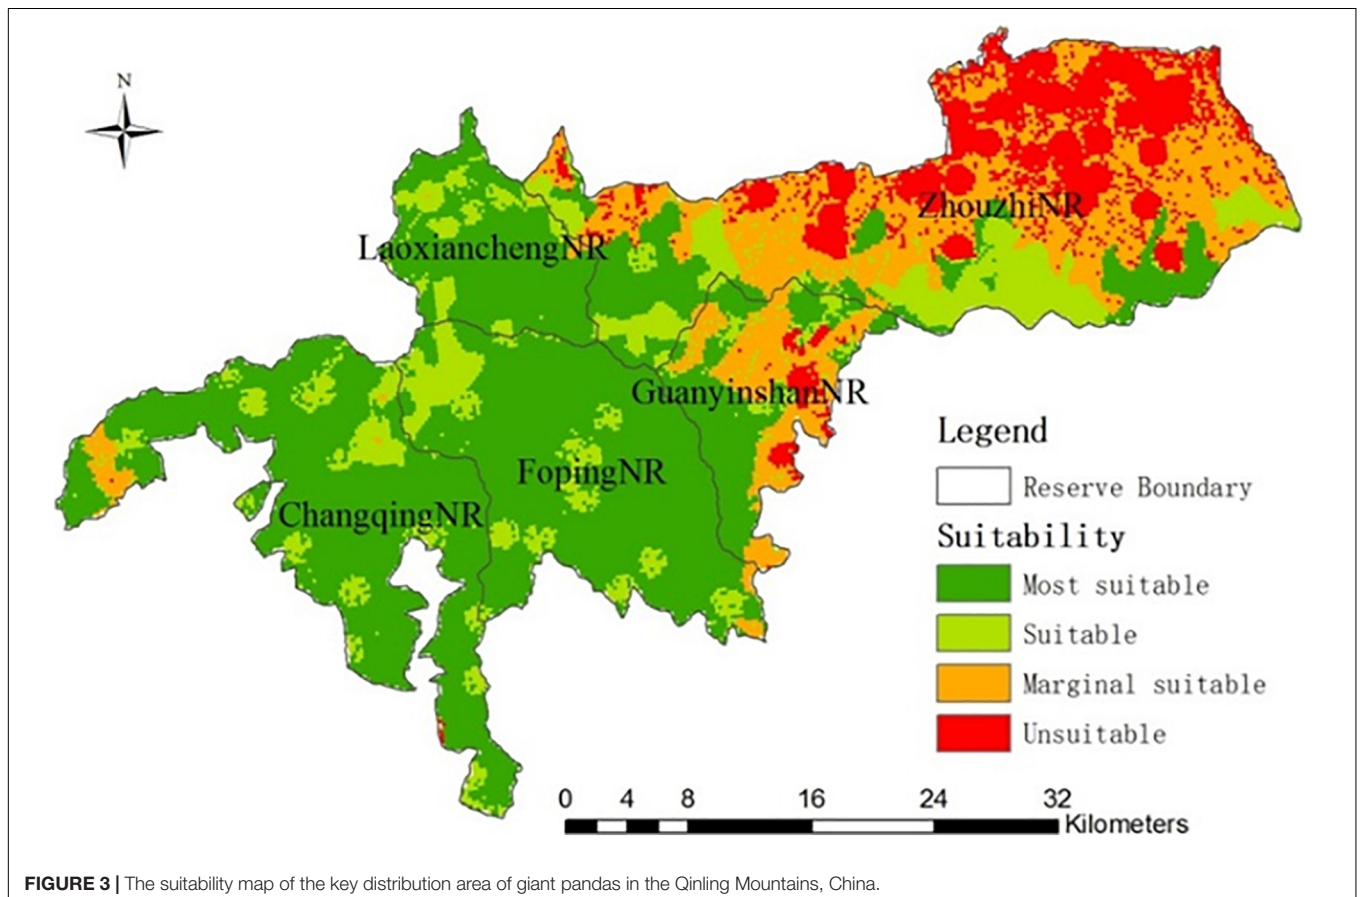 N
ZhouzhiNR
LaoxianchengNR
GuanyinshanNR
FopingNR
ChangqingNR
Legend
Reserve Boundary
Suitability
Most suitable
Suitable
Marginal suitable
Unsuitable
0 4 8 16 24 32
Kilometers
FIGURE 3 | The suitability map of the key distribution area of giant pandas in the Qinling Mountains, China.